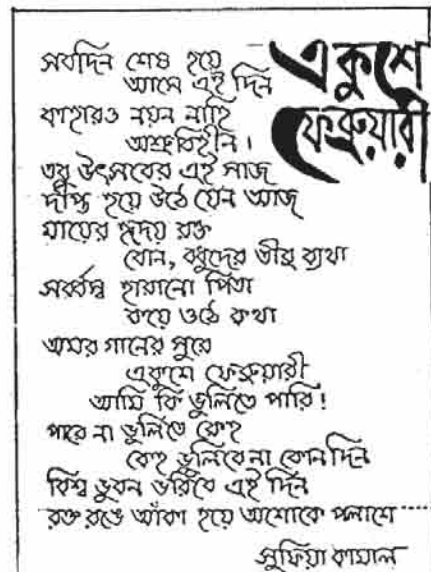 একুশে
ফেব্রুয়ারী
সবদিন শেষ হয়ে
আসে এই দিন
কাহারও নয়ন নাহি
অশ্রুবিহীন।
তবু উৎসবের এই সাজ
দীপ্ত হয়ে উঠে যেন আজ
মায়ের হৃদয় রক্ত
বোন, বধুদের তীব্র ব্যথা
সর্বস্ব হারানো পিতা
কয়ে ওঠে কথা
অমর গানের সুরে
একুশে ফেব্রুয়ারী
আমি কি ভুলিতে পারি!
পারে না ভুলিতে কেহ
কেহ ভুলিবে না কোন দিন
বিশ্ব ভুবন ভরিবে এই দিন
রক্ত রঙে আঁকা হয়ে অশোকে পলাশে....
সুফিয়া কামাল